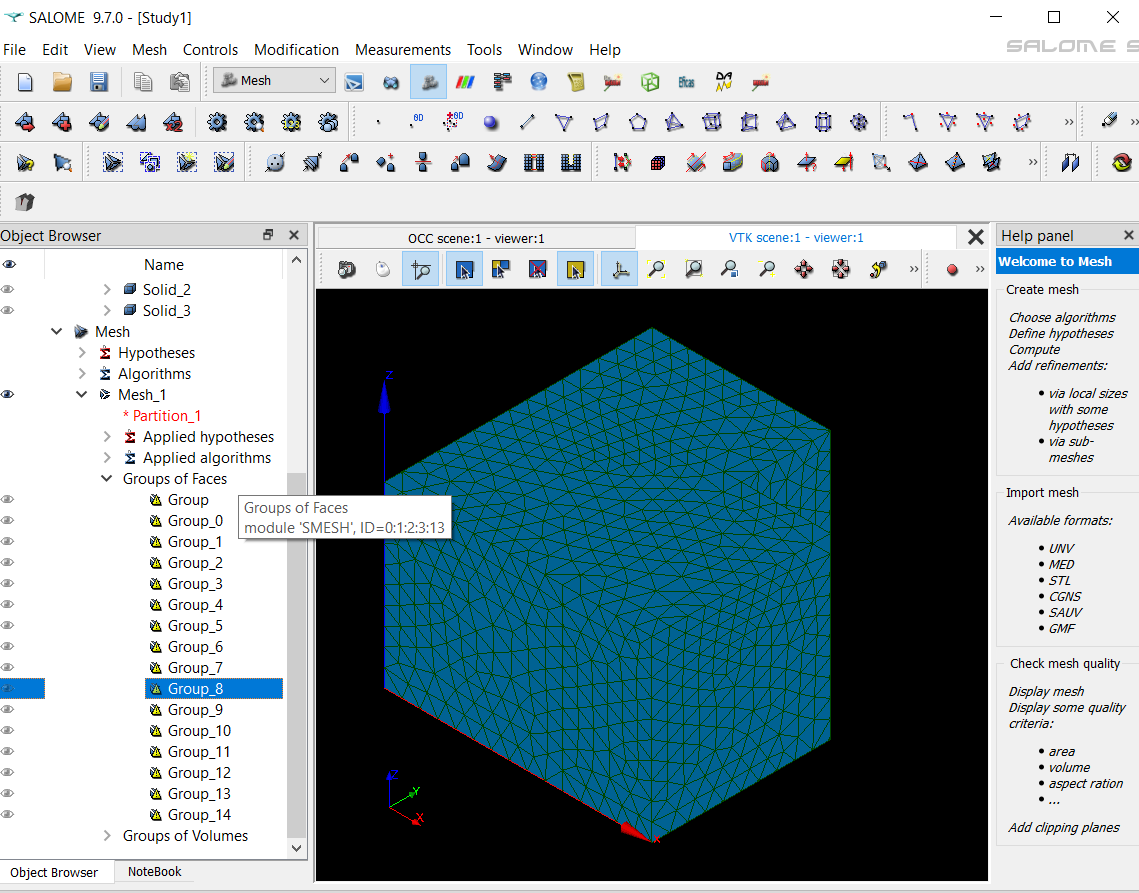 SALOME 9.7.0 - [Study1]
File Edit View Mesh Controls Modification Measurements Tools Window Help
SALOME
Mesh
Eficas
0D
0D
Object Browser
Name
Solid_2
Solid_3
Mesh
Hypotheses
Algorithms
Mesh_1
* Partition_1
Applied hypotheses
Applied algorithms
Groups of Faces
Group
Group_0
Group_1
Group_2
Group_3
Group_4
Group_5
Group_6
Group_7
Group_8
Group_9
Group_10
Group_11
Group_12
Group_13
Group_14
Groups of Volumes
Object Browser
NoteBook
Groups of Faces
module 'SMESH', ID=0:1:2:3:13
OCC scene:1 - viewer:1
VTK scene:1 - viewer:1
Z
X
Z
Y
X
Help panel
Welcome to Mesh
Create mesh
Choose algorithms
Define hypotheses
Compute
Add refinements:
• via local sizes
with some
hypotheses
• via sub-
meshes
Import mesh
Available formats:
• UNV
• MED
• STL
• CGNS
• SAUV
• GMF
Check mesh quality
Display mesh
Display some quality
criteria:
• area
• volume
• aspect ration
• ...
Add clipping planes